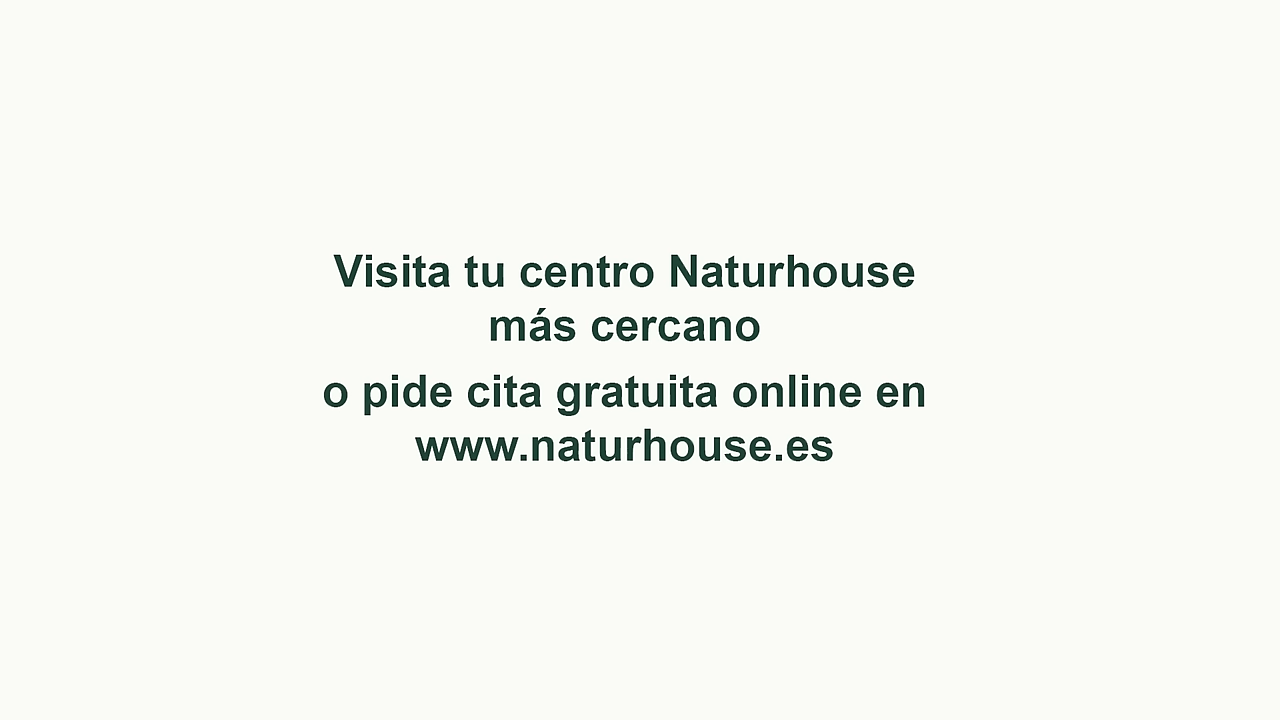 Visita tu centro Naturhouse
más cercano
o pide cita gratuita online en
www.naturhouse.es